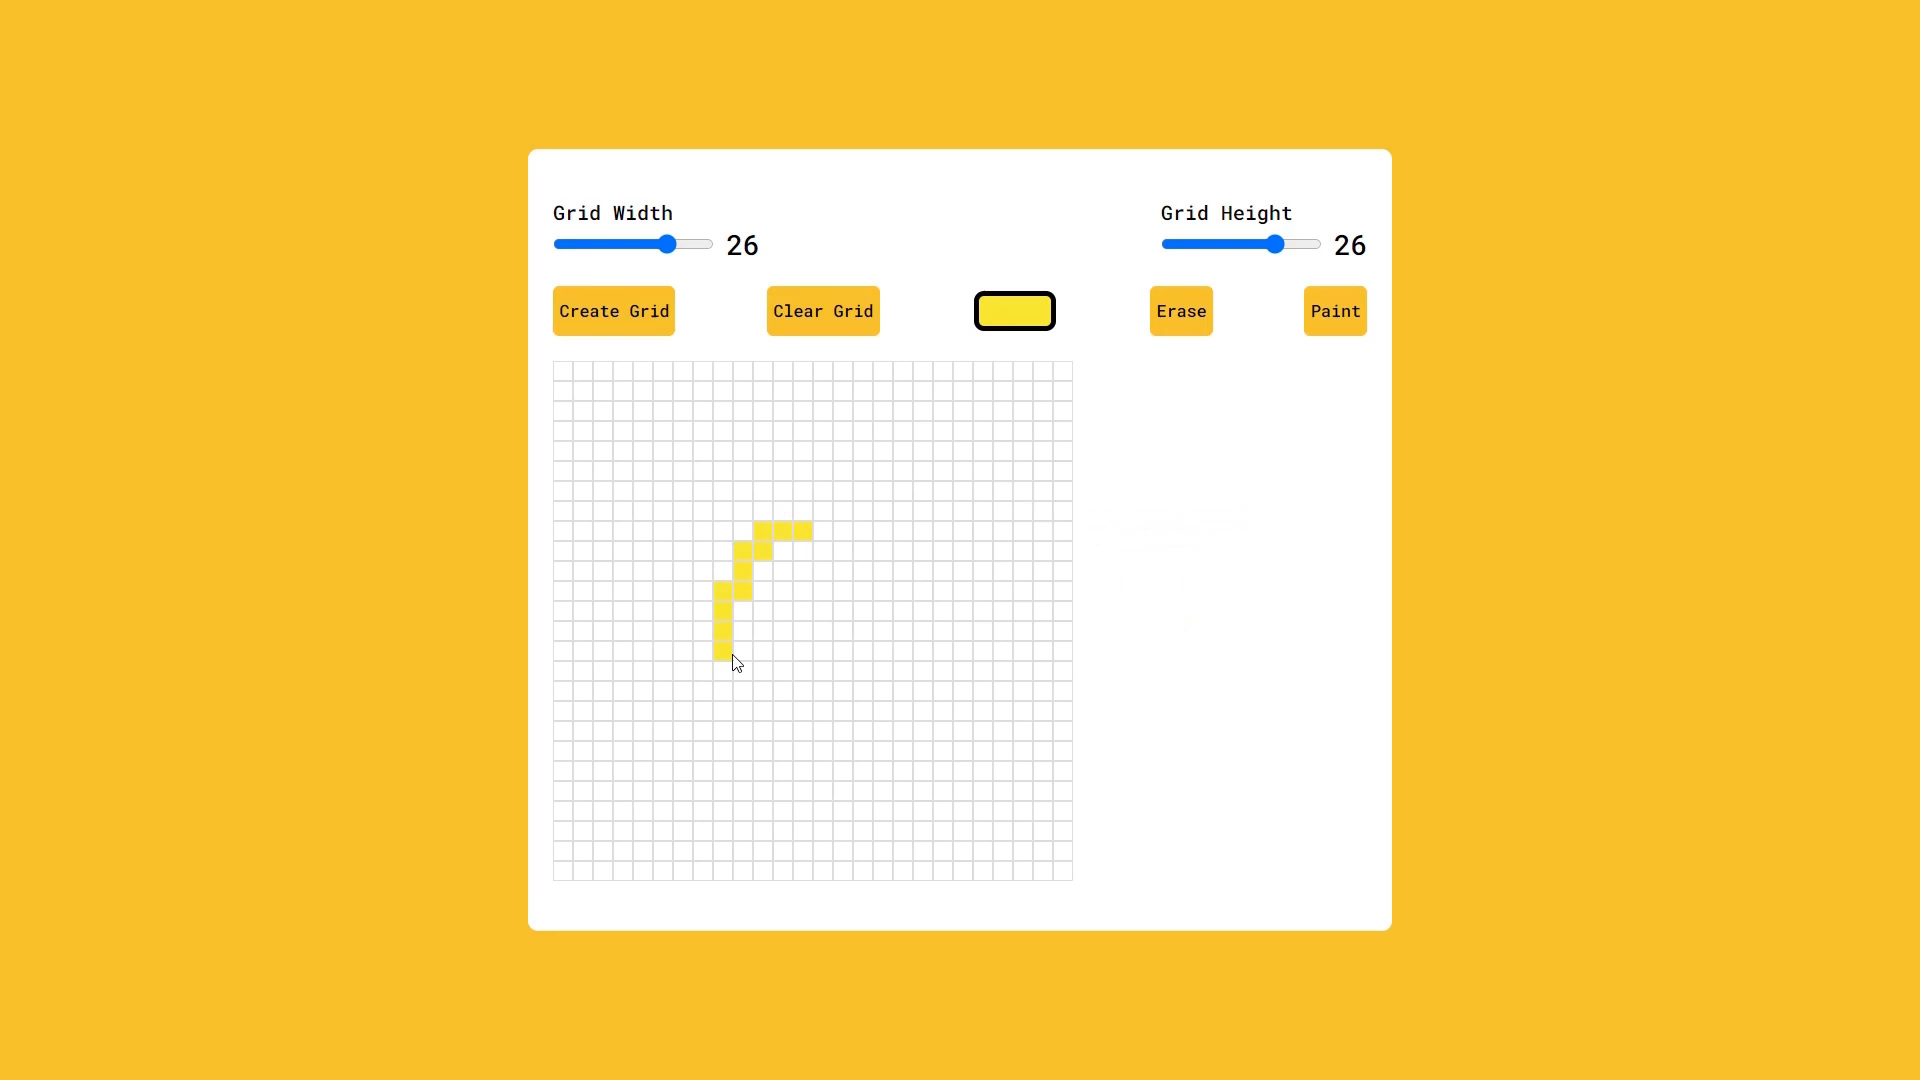 Grid Width
26
Grid Height
26
Create Grid
Clear Grid
Erase
Paint